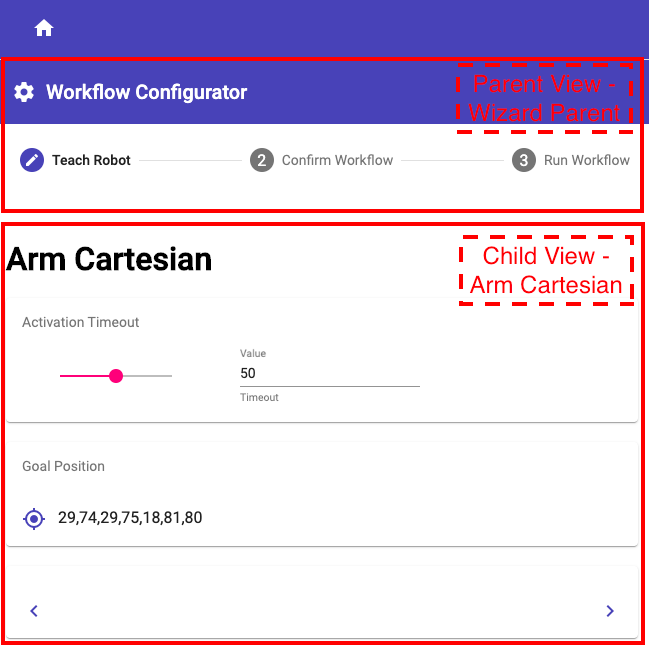 Workflow Configurator
Parent View -
Wizard Parent
Teach Robot
2 Confirm Workflow
3 Run Workflow
Arm Cartesian
Child View -
Arm Cartesian
Activation Timeout
Value
50
Timeout
Goal Position
29,74,29,75,18,81,80